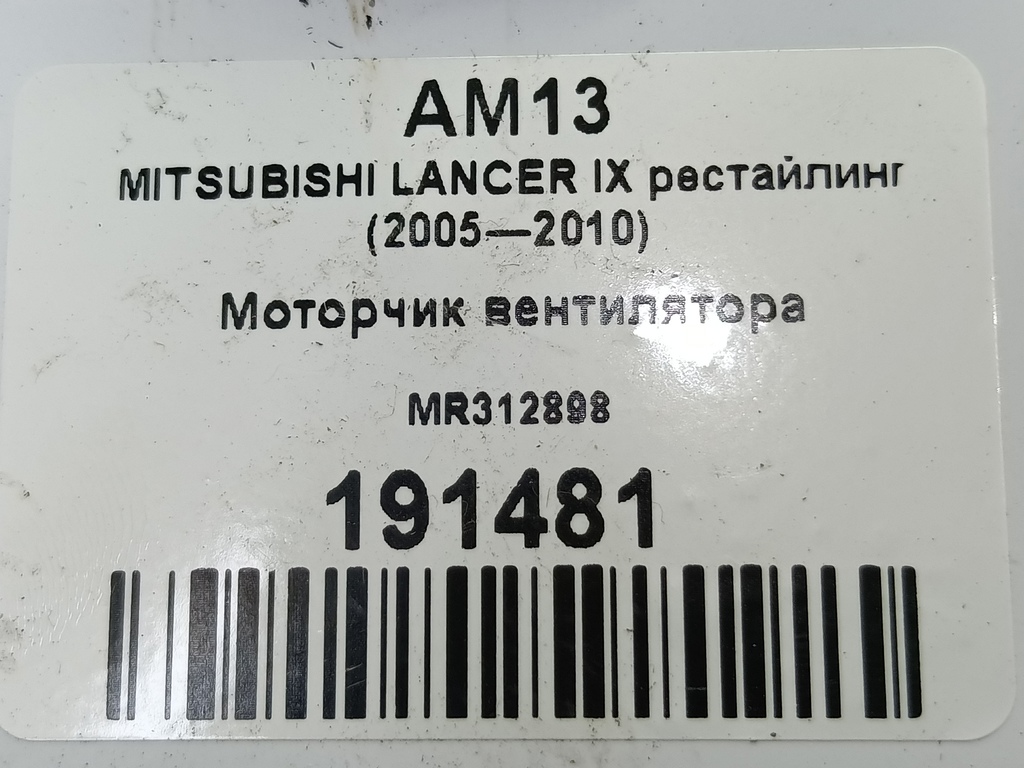 AM13
MITSUBISHI LANCER IX рестайлинг
(2005—2010)
Моторчик вентилятора
MR312898
191481